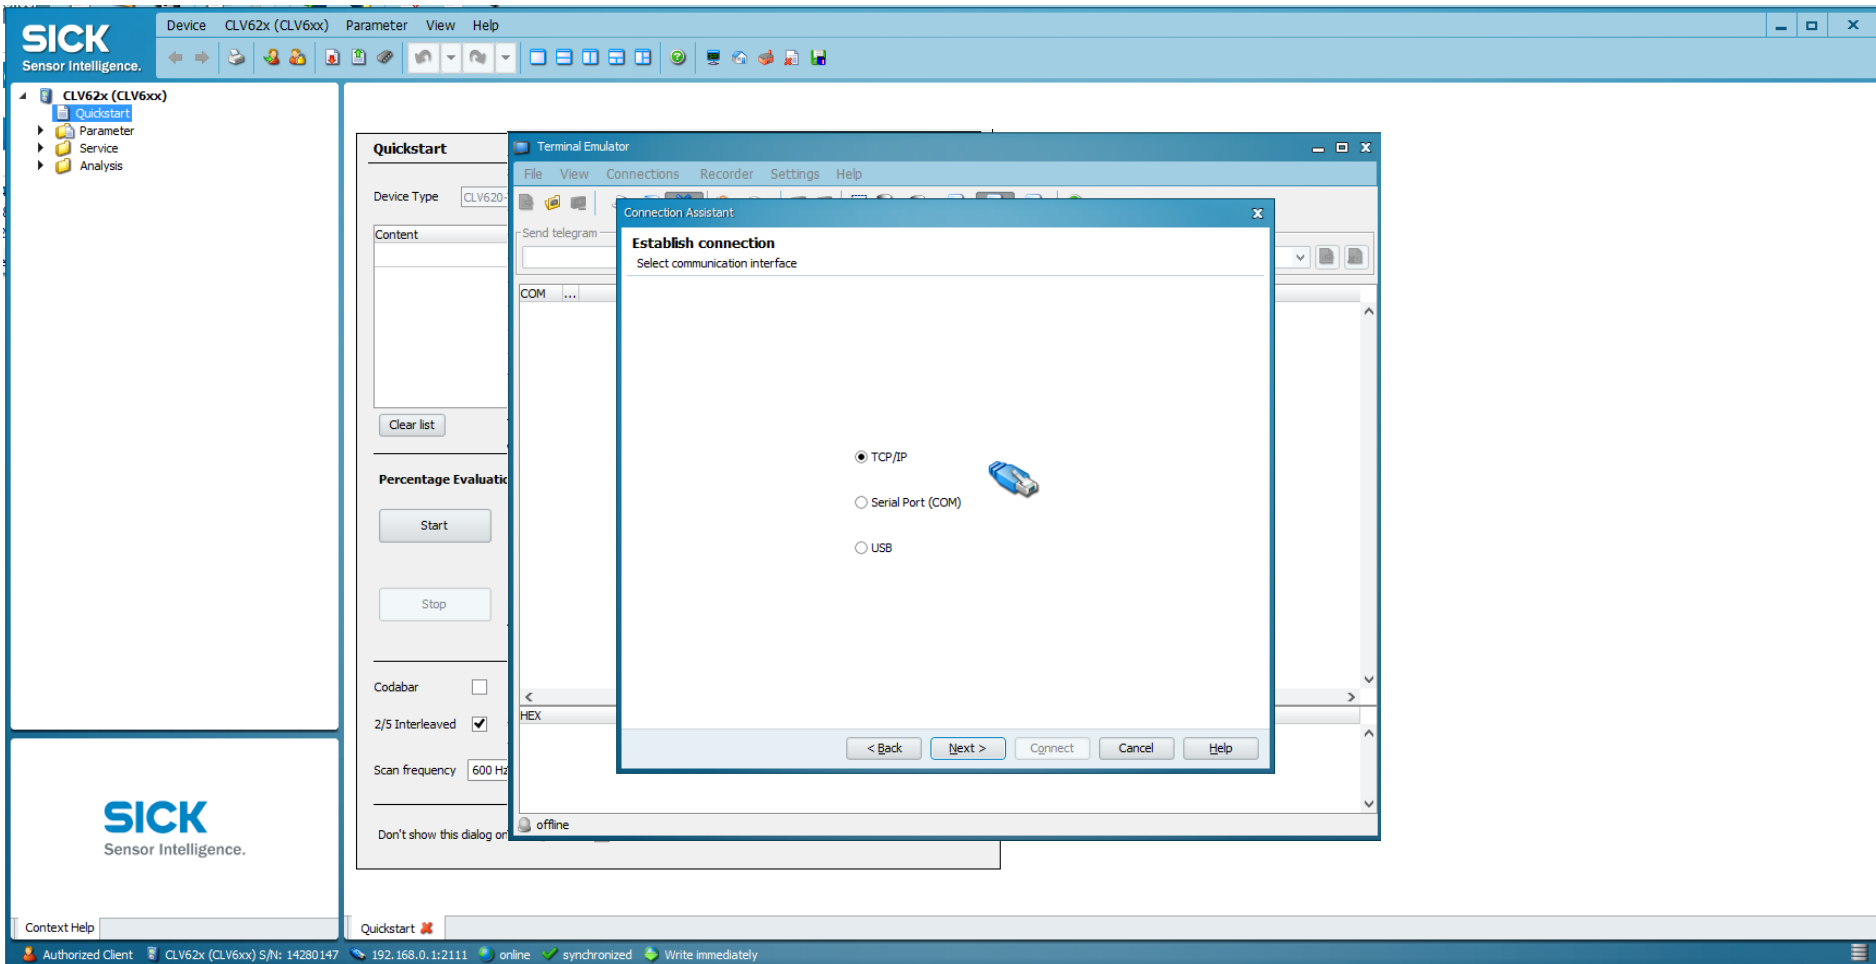 SICK
Sensor Intelligence.
Device CLV62x (CLV6xx) Parameter View Help
CLV62x (CLV6xx)
Quickstart
Parameter
Service
Analysis
Quickstart
Device Type CLV620-
Content
Clear list
Percentage Evaluatio
Start
Stop
Codabar
2/5 Interleaved
Scan frequency 600 Hz
Don't show this dialog on
Terminal Emulator
File View Connections Recorder Settings Help
Send telegram
COM ...
HEX
offline
Connection Assistant
Establish connection
Select communication interface
TCP/IP
Serial Port (COM)
USB
< Back Next > Connect Cancel Help
SICK
Sensor Intelligence.
Context Help
Quickstart
Authorized Client CLV62x (CLV6xx) S/N: 14280147 192.168.0.1:2111 online synchronized Write immediately